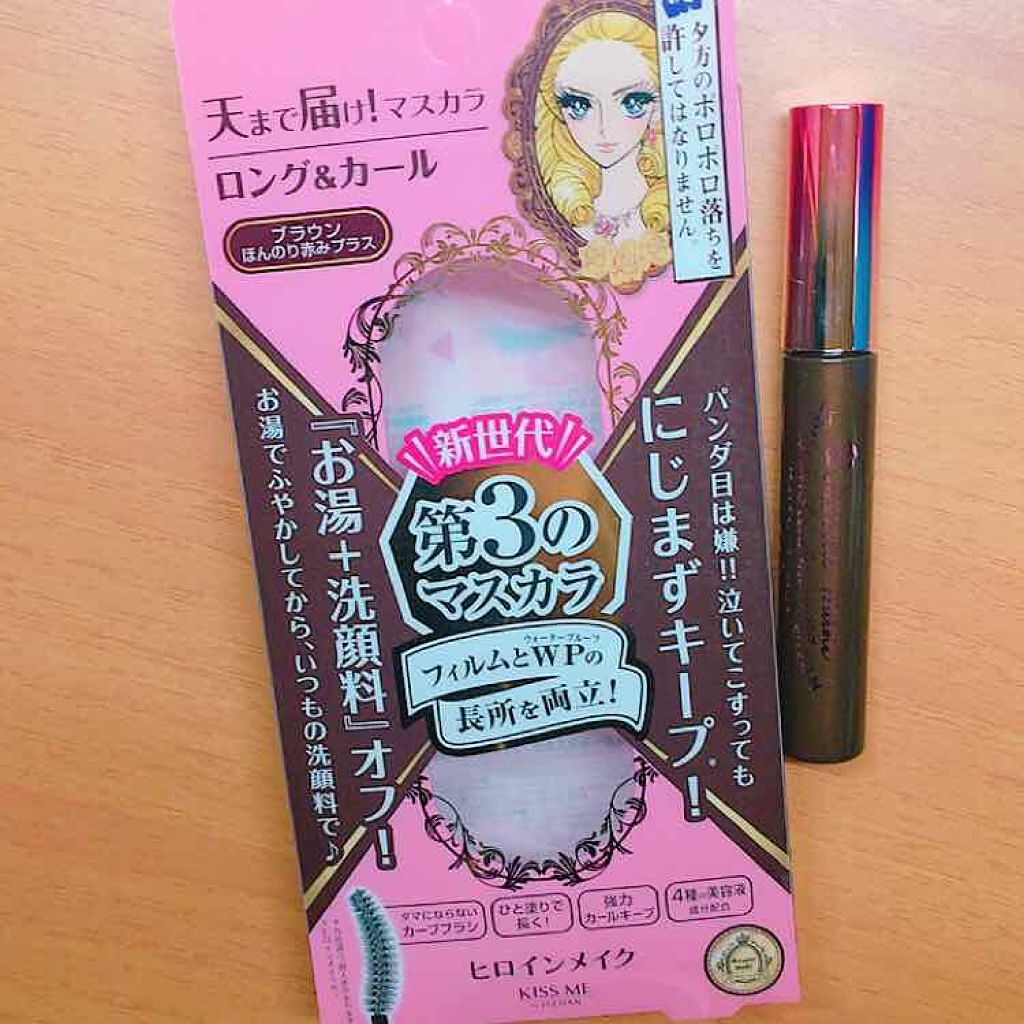 夕方のホロホロ落ちを
許してはなりません。
天まで届け!マスカラ
ロング&カール
ブラウン
ほんのり赤みプラス
パンダ目は嫌!!泣いてこすっても
にじまずキープ!
新世代
第3の
マスカラ
ウォータープルーフ
フィルムとWPの
長所を両立!
『お湯+洗顔料』オフ!
お湯でふやかしてから、いつもの洗顔料で♪
ダマにならない
カーブブラシ
ひと塗りで
長く!
強力
カールキープ
4種の美容液
成分配合
ヒロインメイク
KISS ME